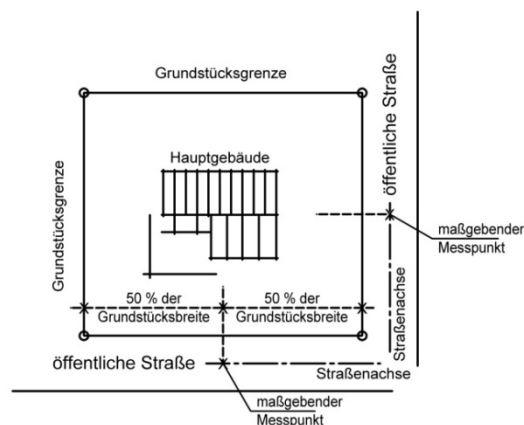 Grundstücksgrenze
öffentliche Straße
Hauptgebäude
Grundstücksgrenze
maßgebender
Messpunkt
50 % der
Grundstücksbreite
50 % der
Grundstücksbreite
Straßenachse
öffentliche Straße
Straßenachse
maßgebender
Messpunkt